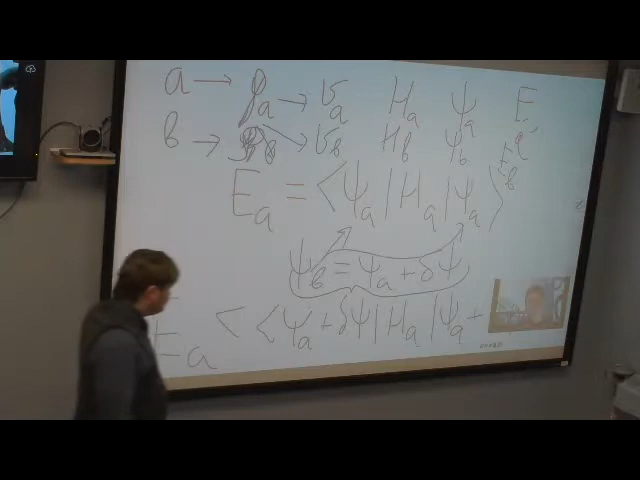 a → ρ_a → v_a H_a Ψ_a E_a
b → ρ_b → v_b H_b Ψ_b E_b
E_a = ⟨Ψ_a | H_a | Ψ_a⟩
Ψ_b = Ψ_a + δΨ
E_a < ⟨Ψ_a + δΨ | H_a | Ψ_a +